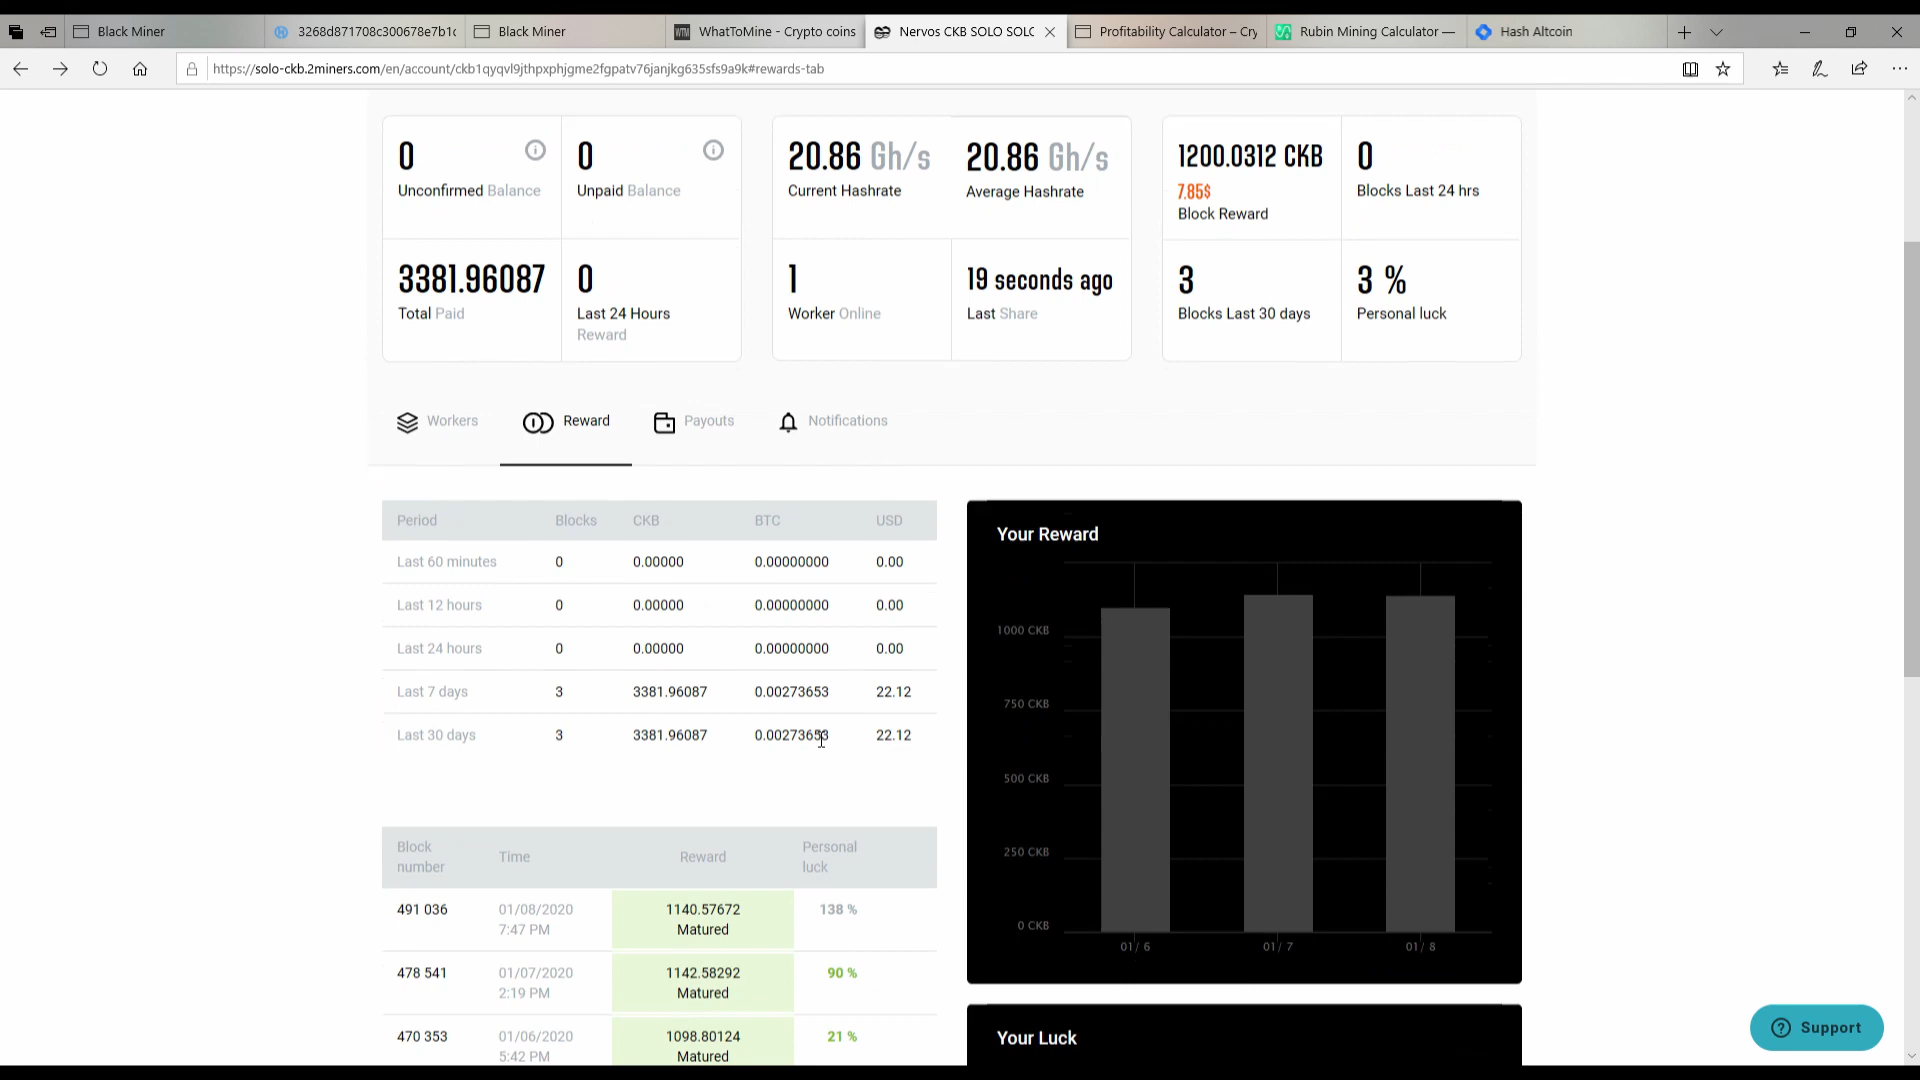 Black Miner
3268d871708c300678e7b1c
Black Miner
WhatToMine - Crypto coins
Nervos CKB SOLO SOLO
Profitability Calculator – Cry
Rubin Mining Calculator —
Hash Altcoin
https://solo-ckb.2miners.com/en/account/ckb1qyqvl9jthpxphjgme2fgpatv76janjkg635sfs9a9k#rewards-tab
0
Unconfirmed Balance
0
Unpaid Balance
3381.96087
Total Paid
0
Last 24 Hours
Reward
20.86 Gh/s
Current Hashrate
20.86 Gh/s
Average Hashrate
1
Worker Online
19 seconds ago
Last Share
1200.0312 CKB
7.85$
Block Reward
0
Blocks Last 24 hrs
3
Blocks Last 30 days
3 %
Personal luck
Workers
Reward
Payouts
Notifications
Period Blocks CKB BTC USD
Last 60 minutes 0 0.00000 0.00000000 0.00
Last 12 hours 0 0.00000 0.00000000 0.00
Last 24 hours 0 0.00000 0.00000000 0.00
Last 7 days 3 3381.96087 0.00273653 22.12
Last 30 days 3 3381.96087 0.00273653 22.12
Block
number
Time
Reward
Personal
luck
491 036
01/08/2020
7:47 PM
1140.57672
Matured
138 %
478 541
01/07/2020
2:19 PM
1142.58292
Matured
90 %
470 353
01/06/2020
5:42 PM
1098.80124
Matured
21 %
Your Reward
1000 CKB
750 CKB
500 CKB
250 CKB
0 CKB
01/ 6
01/ 7
01/ 8
Your Luck
Support